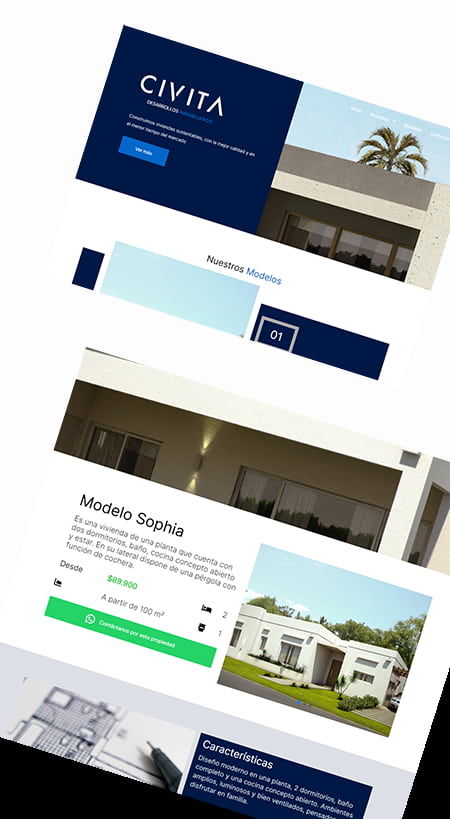 Inicio Nosotros Modelos Contacto
CIVITA
DESARROLLOS INMOBILIARIOS
Construimos viviendas sustentables, con la mejor calidad y en
el menor tiempo del mercado
Ver más
Nuestros Modelos
01
Modelo Sophia
Es una vivienda de una planta que cuenta con
dos dormitorios, baño, cocina concepto abierto
y estar. En su lateral dispone de una pérgola con
función de cochera.
Desde
$89.900
A partir de 100 m²
2
1
Contáctanos por esta propiedad
Características
Diseño moderno en una planta, 2 dormitorios, baño
completo y una cocina concepto abierto. Ambientes
amplios, luminosos y bien ventilados, pensados
disfrutar en familia.